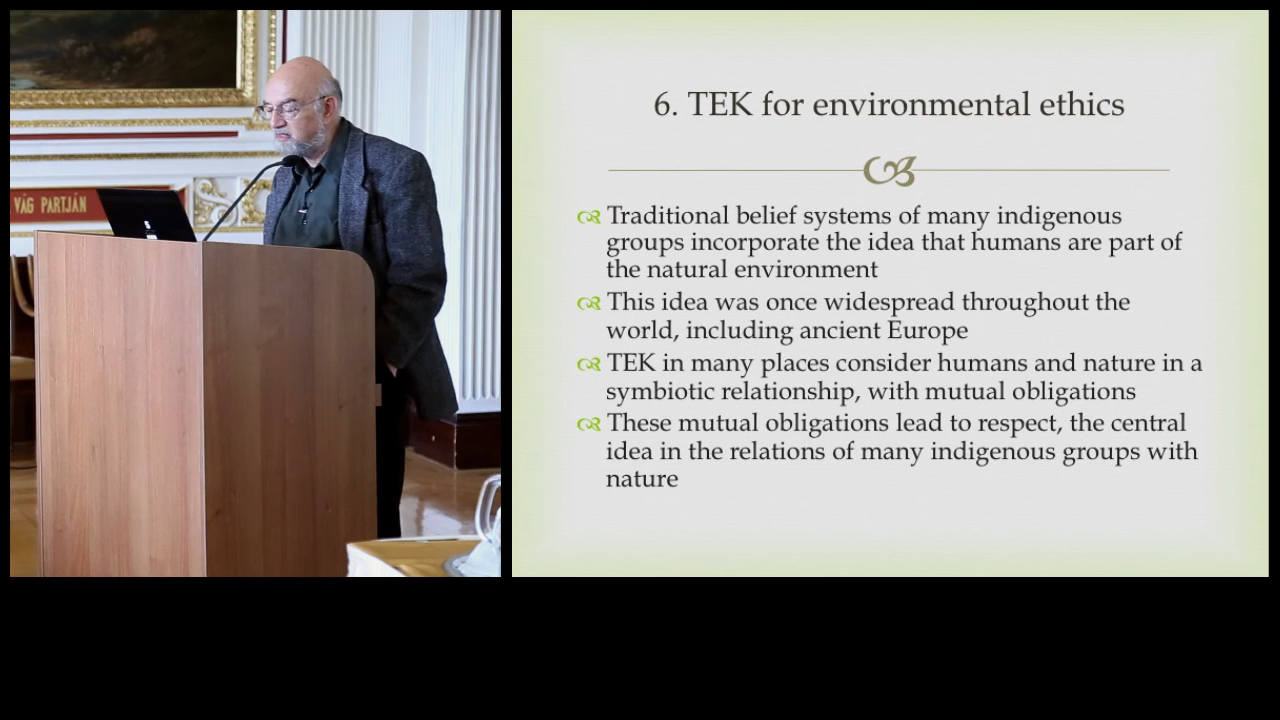 VÁG PARTJÁN
6. TEK for environmental ethics
Traditional belief systems of many indigenous
groups incorporate the idea that humans are part of
the natural environment
This idea was once widespread throughout the
world, including ancient Europe
TEK in many places consider humans and nature in a
symbiotic relationship, with mutual obligations
These mutual obligations lead to respect, the central
idea in the relations of many indigenous groups with
nature